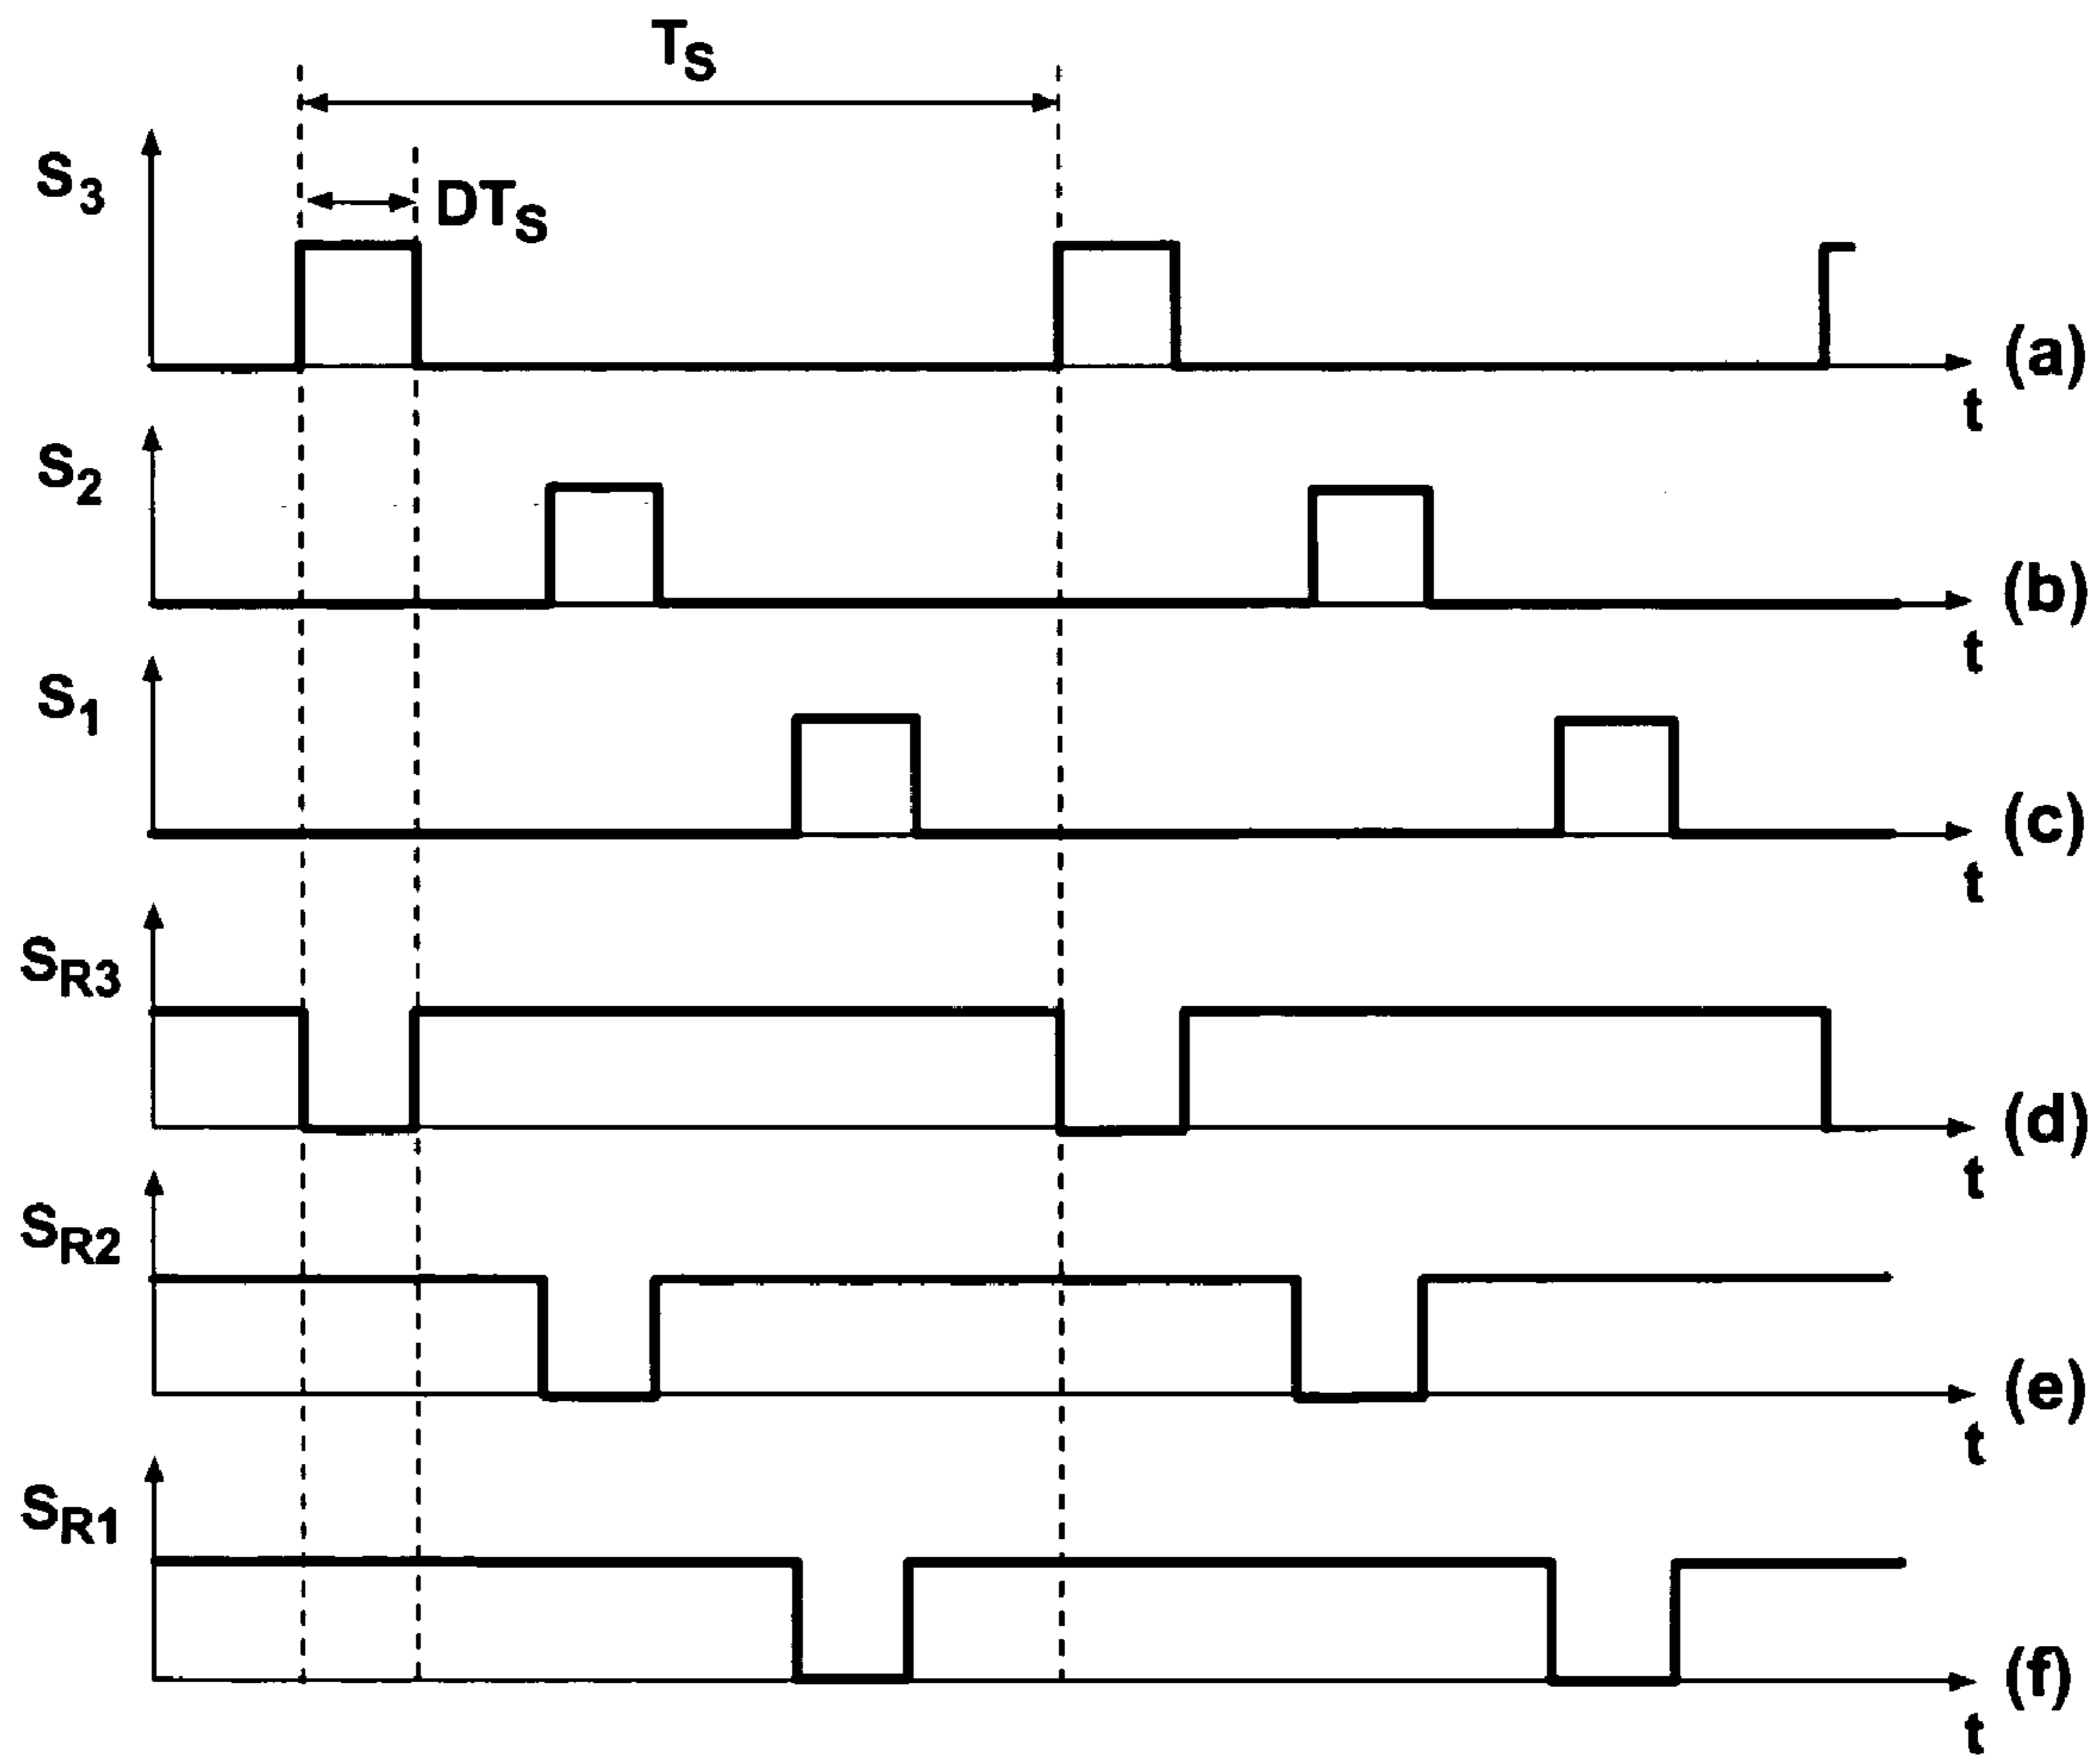 T_S
S_3
DT_S
(a)
t
S_2
(b)
t
S_1
(c)
t
S_R3
(d)
t
S_R2
(e)
t
S_R1
(f)
t